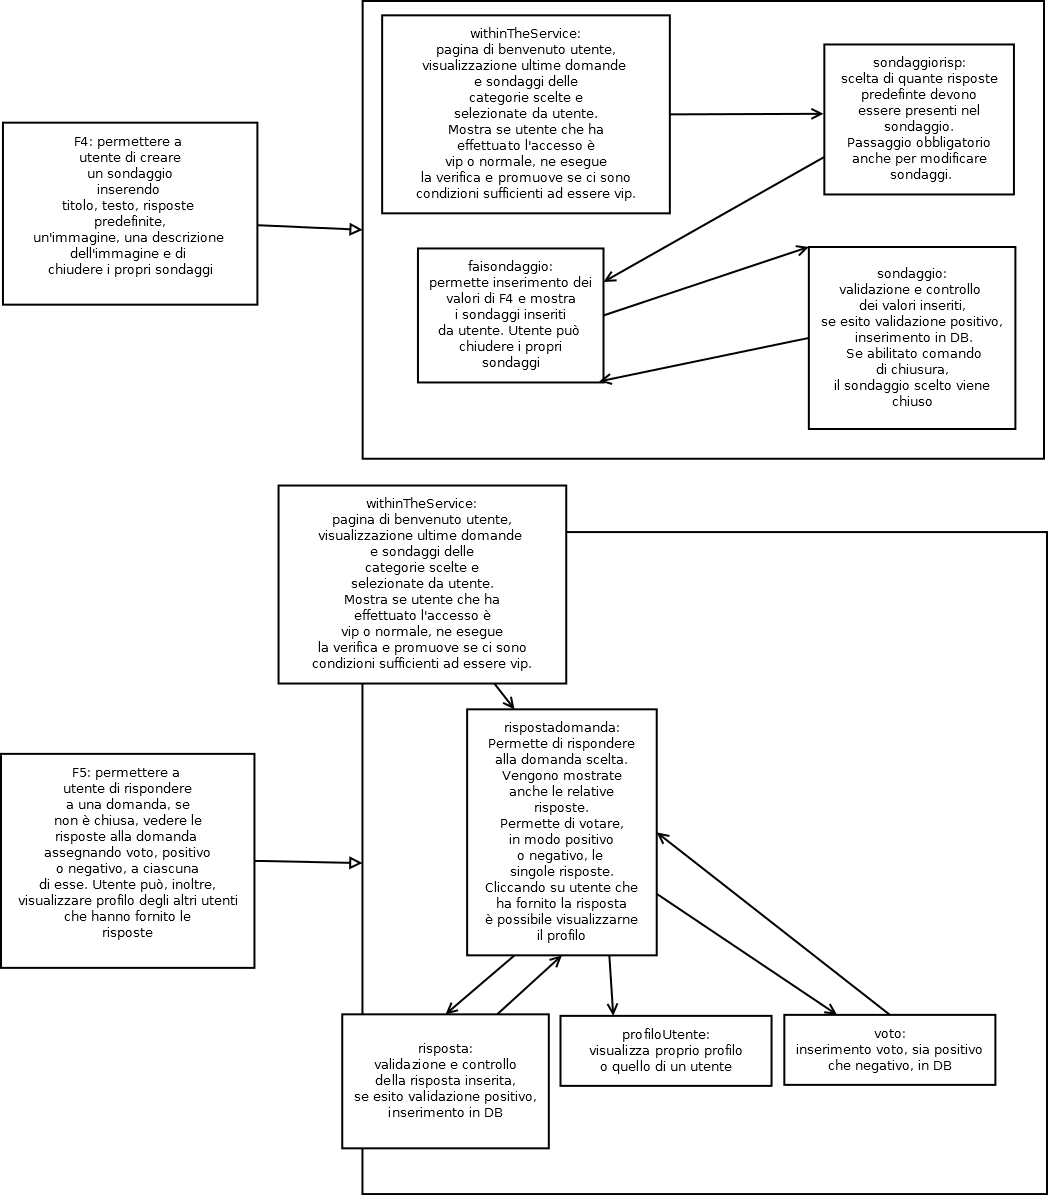 withinTheService:
pagina di benvenuto utente,
visualizzazione ultime domande
e sondaggi delle
categorie scelte e
selezionate da utente.
Mostra se utente che ha
effettuato l'accesso è
vip o normale, ne esegue
la verifica e promuove se ci sono
condizioni sufficienti ad essere vip.
sondaggiorisp:
scelta di quante risposte
predefinte devono
essere presenti nel
sondaggio.
Passaggio obbligatorio
anche per modificare
sondaggi.
F4: permettere a
utente di creare
un sondaggio
inserendo
titolo, testo, risposte
predefinite,
un'immagine, una descrizione
dell'immagine e di
chiudere i propri sondaggi
faisondaggio:
permette inserimento dei
valori di F4 e mostra
i sondaggi inseriti
da utente. Utente può
chiudere i propri
sondaggi
sondaggio:
validazione e controllo
dei valori inseriti,
se esito validazione positivo,
inserimento in DB.
Se abilitato comando
di chiusura,
il sondaggio scelto viene
chiuso
withinTheService:
pagina di benvenuto utente,
visualizzazione ultime domande
e sondaggi delle
categorie scelte e
selezionate da utente.
Mostra se utente che ha
effettuato l'accesso è
vip o normale, ne esegue
la verifica e promuove se ci sono
condizioni sufficienti ad essere vip.
F5: permettere a
utente di rispondere
a una domanda, se
non è chiusa, vedere le
risposte alla domanda
assegnando voto, positivo
o negativo, a ciascuna
di esse. Utente può, inoltre,
visualizzare profilo degli altri utenti
che hanno fornito le
risposte
rispostadomanda:
Permette di rispondere
alla domanda scelta.
Vengono mostrate
anche le relative
risposte.
Permette di votare,
in modo positivo
o negativo, le
singole risposte.
Cliccando su utente che
ha fornito la risposta
è possibile visualizzarne
il profilo
risposta:
validazione e controllo
della risposta inserita,
se esito validazione positivo,
inserimento in DB
profiloUtente:
visualizza proprio profilo
o quello di un utente
voto:
inserimento voto, sia positivo
che negativo, in DB